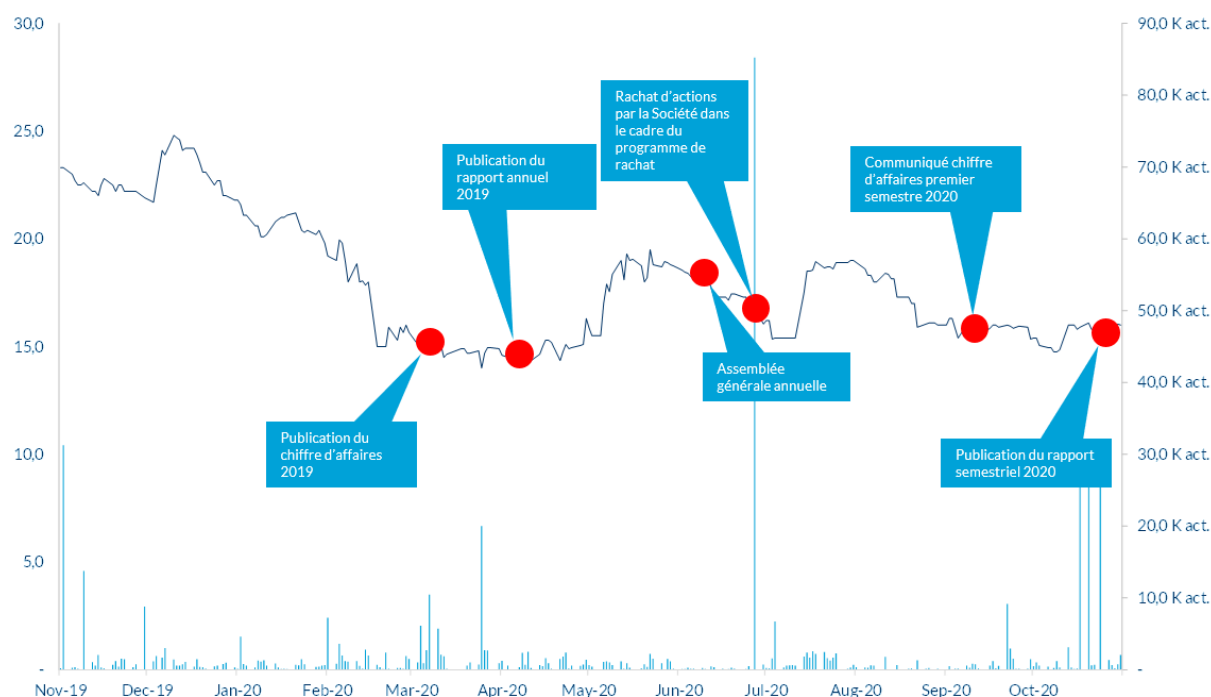 30,0
25,0
20,0
15,0
10,0
5,0
-
90,0 K act.
80,0 K act.
70,0 K act.
60,0 K act.
50,0 K act.
40,0 K act.
30,0 K act.
20,0 K act.
10,0 K act.
-
Publication du
chiffre d'affaires
2019
Publication du
rapport annuel
2019
Rachat d'actions
par la Société dans
le cadre du
programme de
rachat
Assemblée
générale annuelle
Communiqué chiffre
d'affaires premier
semestre 2020
Publication du rapport
semestriel 2020
Nov-19 Dec-19 Jan-20 Feb-20 Mar-20 Apr-20 May-20 Jun-20 Jul-20 Aug-20 Sep-20 Oct-20